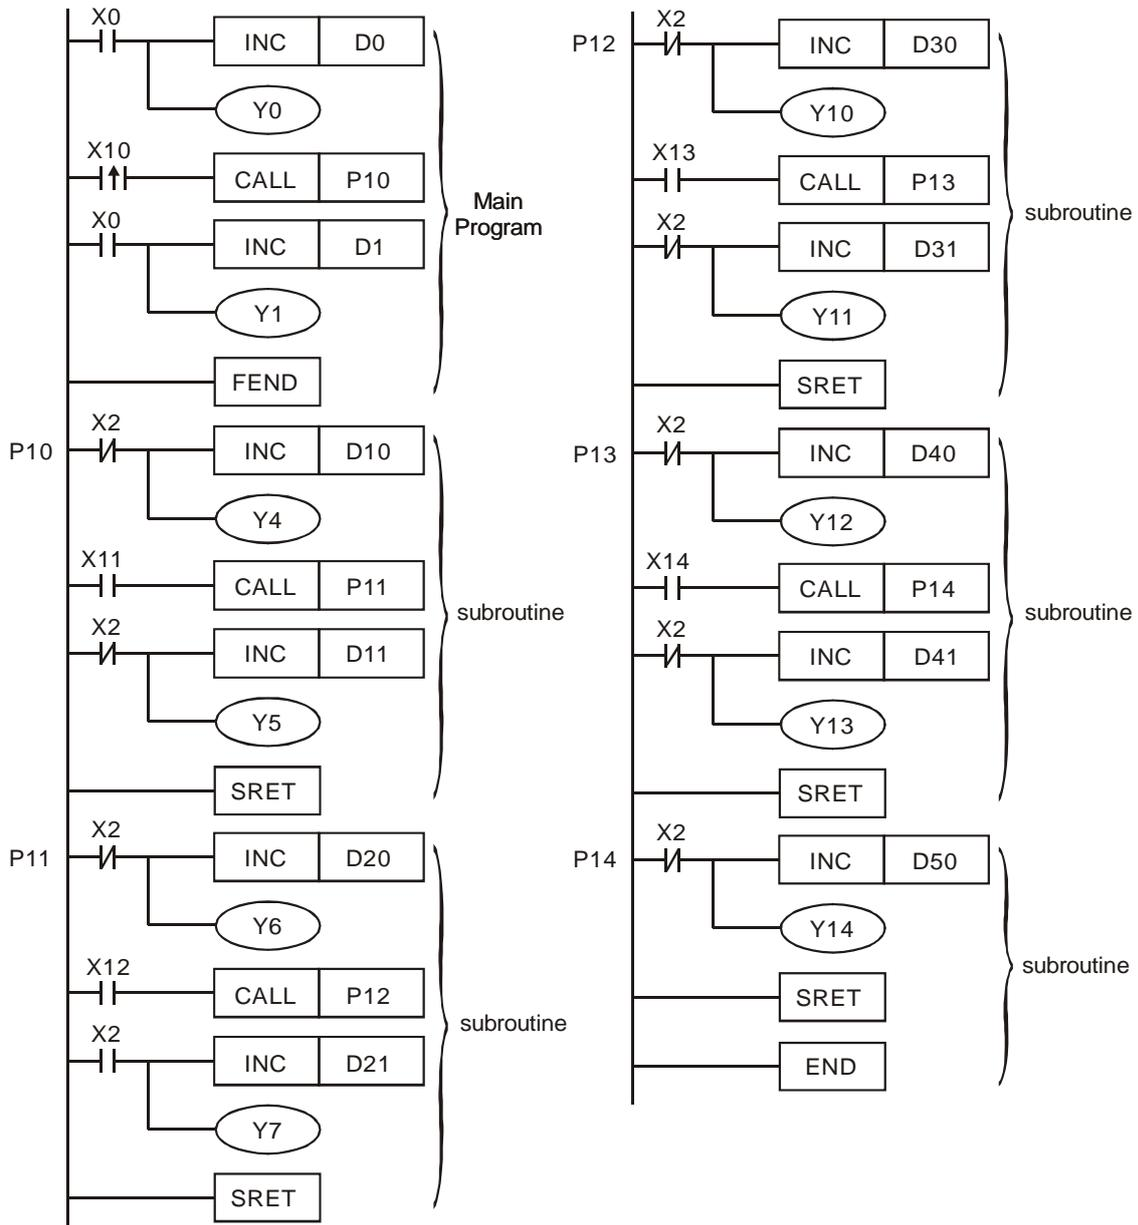 X0
INC D0
Y0
X10
CALL P10
X0
INC D1
Y1
FEND
Main
Program
P10
X2
INC D10
Y4
X11
CALL P11
X2
INC D11
Y5
SRET
subroutine
P11
X2
INC D20
Y6
X12
CALL P12
X2
INC D21
Y7
SRET
subroutine
P12
X2
INC D30
Y10
X13
CALL P13
X2
INC D31
Y11
SRET
subroutine
P13
X2
INC D40
Y12
X14
CALL P14
X2
INC D41
Y13
SRET
subroutine
P14
X2
INC D50
Y14
SRET
END
subroutine